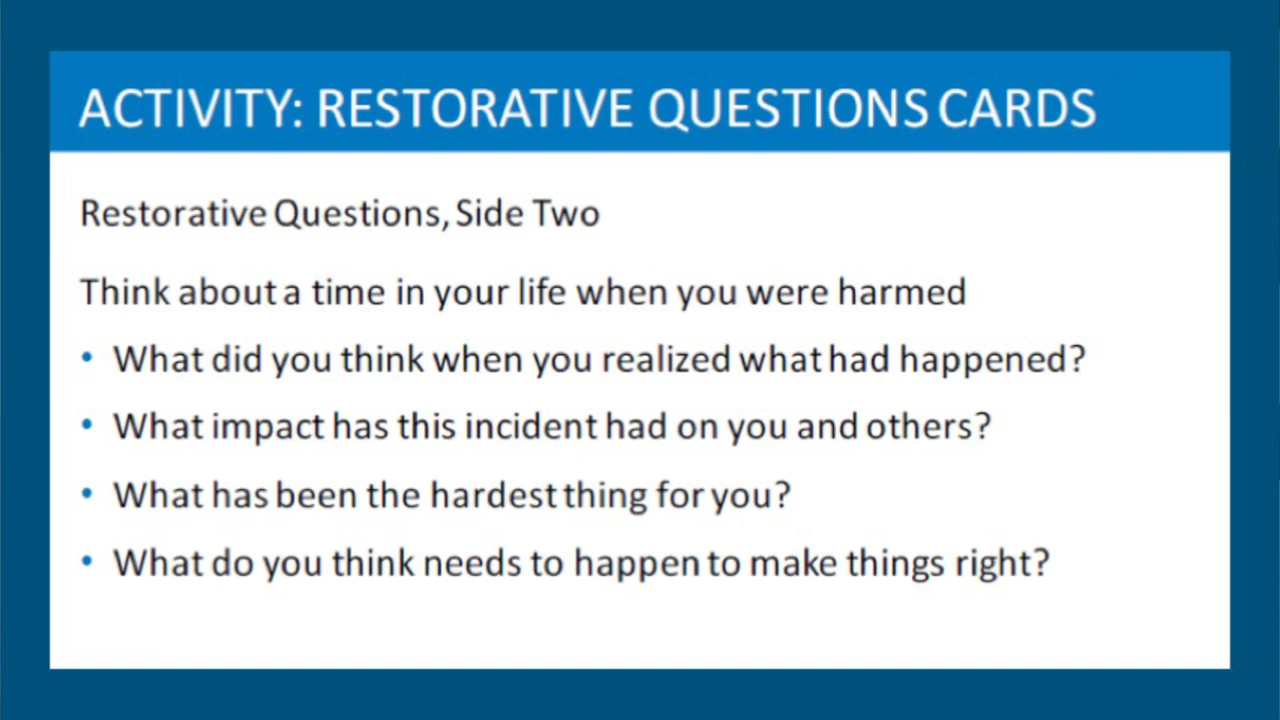 ACTIVITY: RESTORATIVE QUESTIONS CARDS
Restorative Questions, Side Two
Think about a time in your life when you were harmed
• What did you think when you realized what had happened?
• What impact has this incident had on you and others?
• What has been the hardest thing for you?
• What do you think needs to happen to make things right?